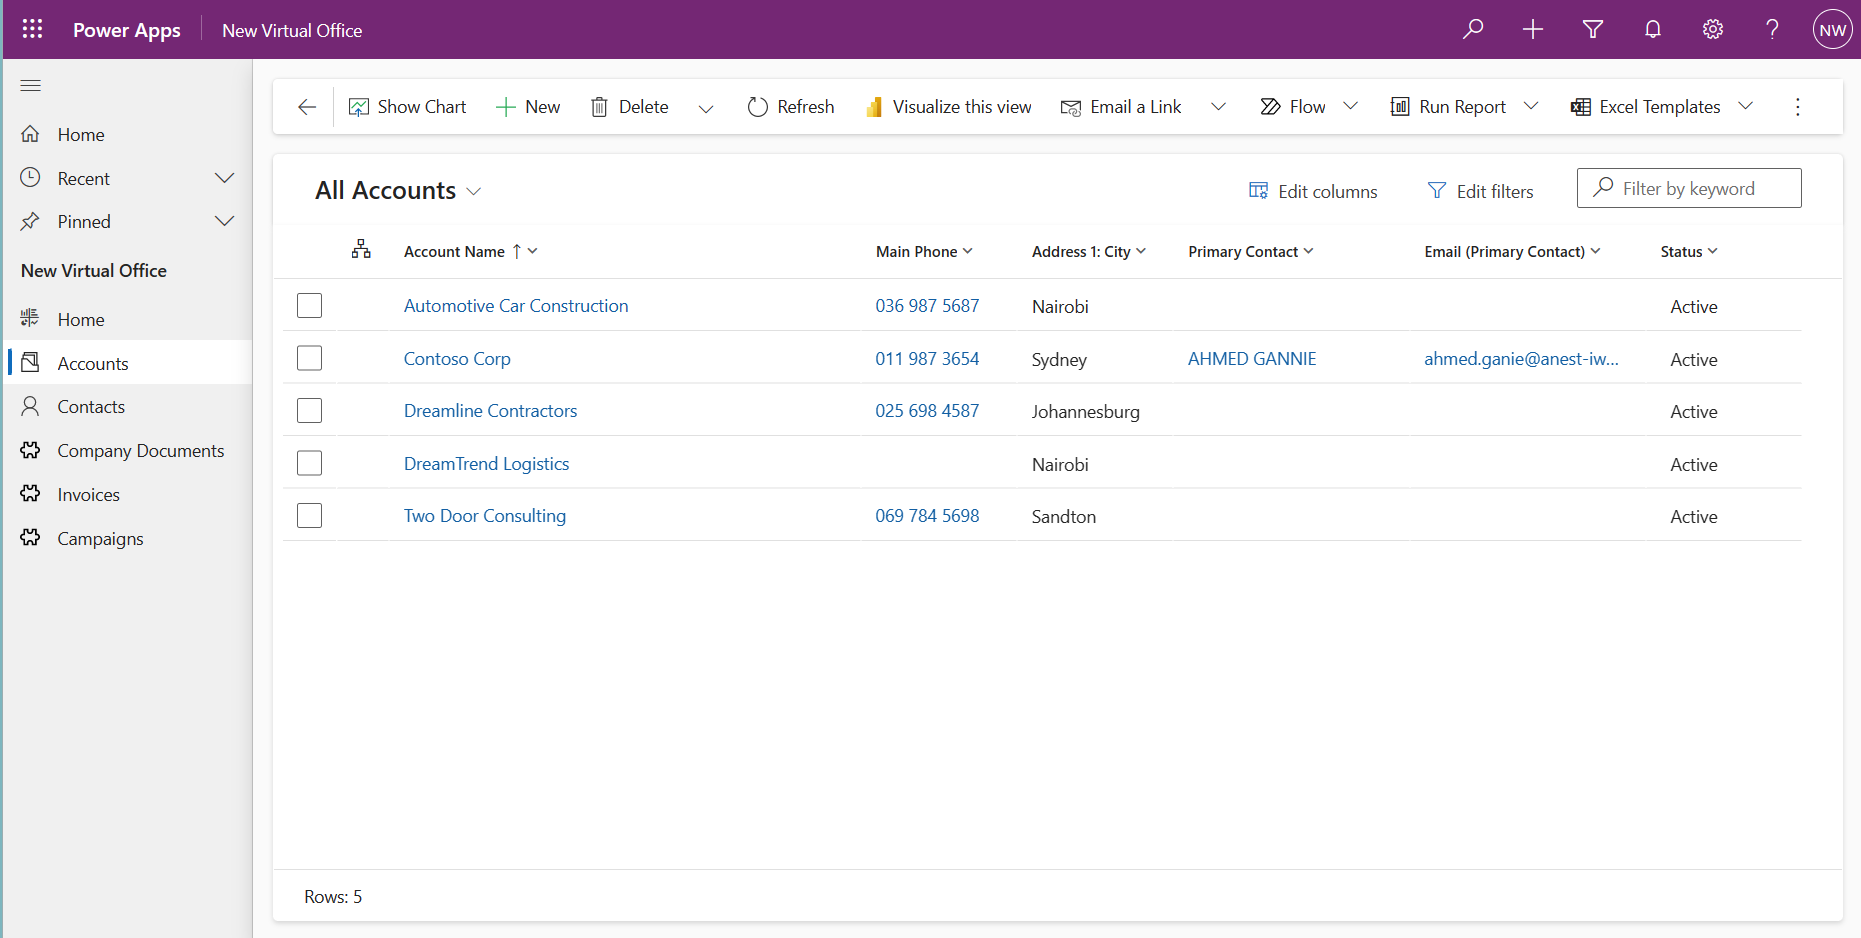 Power Apps New Virtual Office NW
Show Chart New Delete Refresh Visualize this view Email a Link Flow Run Report Excel Templates
Home
Recent
Pinned
New Virtual Office
Home
Accounts
Contacts
Company Documents
Invoices
Campaigns
All Accounts Edit columns Edit filters Filter by keyword
Account Name Main Phone Address 1: City Primary Contact Email (Primary Contact) Status
Automotive Car Construction 036 987 5687 Nairobi Active
Contoso Corp 011 987 3654 Sydney AHMED GANNIE ahmed.ganie@anest-iw... Active
Dreamline Contractors 025 698 4587 Johannesburg Active
DreamTrend Logistics Nairobi Active
Two Door Consulting 069 784 5698 Sandton Active
Rows: 5